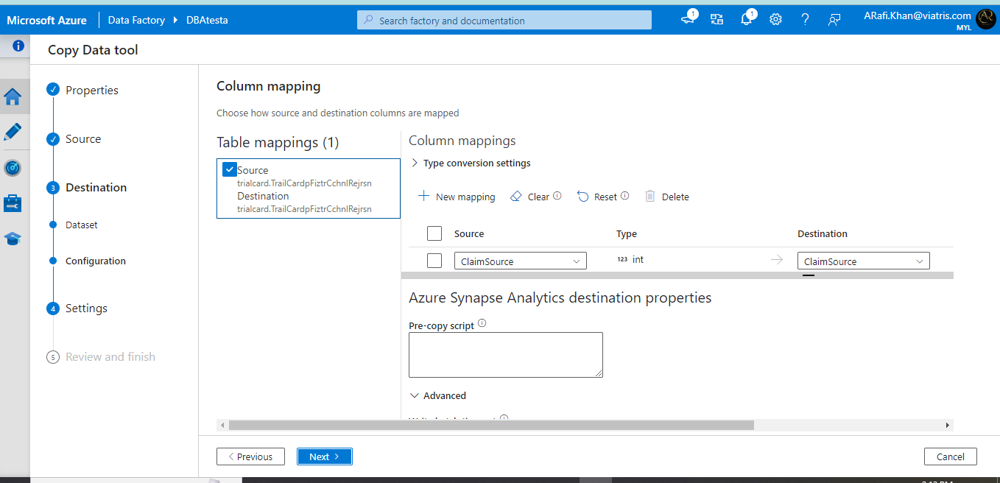 Microsoft Azure Data Factory DBAtesta Search factory and documentation 1 1 ? ARafi.Khan@viatris.com
MYL
Copy Data tool
Properties
Source
3 Destination
Dataset
Configuration
4 Settings
5 Review and finish
Column mapping
Choose how source and destination columns are mapped
Table mappings (1)
Source
trialcard.TrailCardpFiztrCchnlRejrsn
Destination
trialcard.TrailCardpFiztrCchnlRejrsn
Column mappings
Type conversion settings
New mapping Clear Reset Delete
Source Type Destination
ClaimSource 123 int ClaimSource
Azure Synapse Analytics destination properties
Pre-copy script
Advanced
Previous Next Cancel